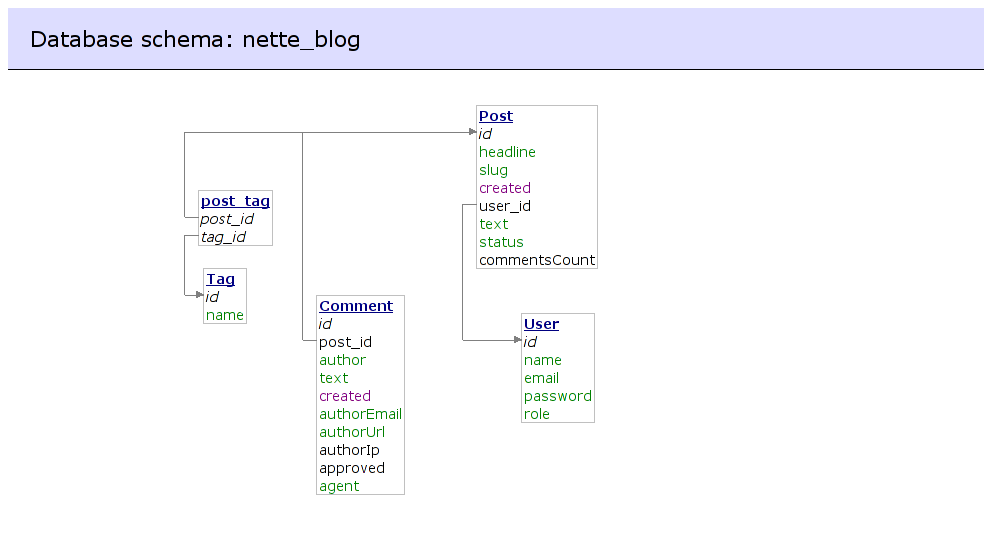 Database schema: nette_blog
Post
id
headline
slug
created
user_id
text
status
commentsCount
post_tag
post_id
tag_id
Tag
id
name
Comment
id
post_id
author
text
created
authorEmail
authorUrl
authorIp
approved
agent
User
id
name
email
password
role